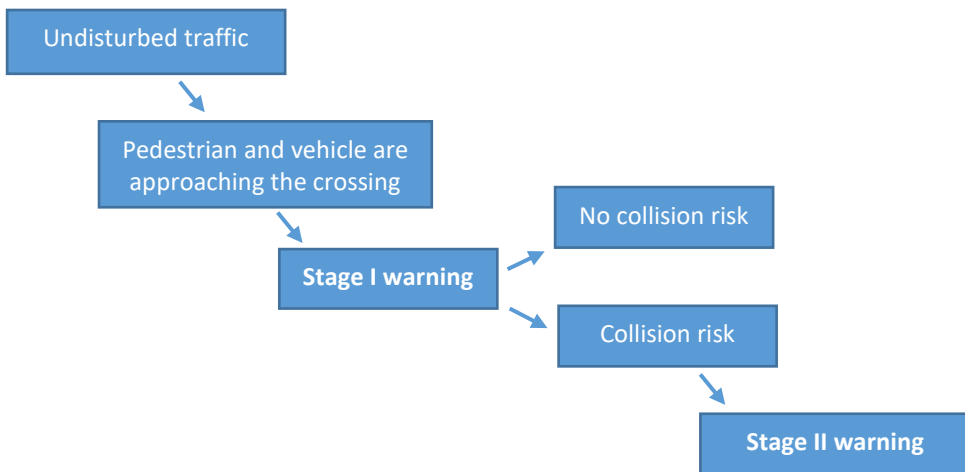 Undisturbed traffic
Pedestrian and vehicle are
approaching the crossing
No collision risk
Stage I warning
Collision risk
Stage II warning